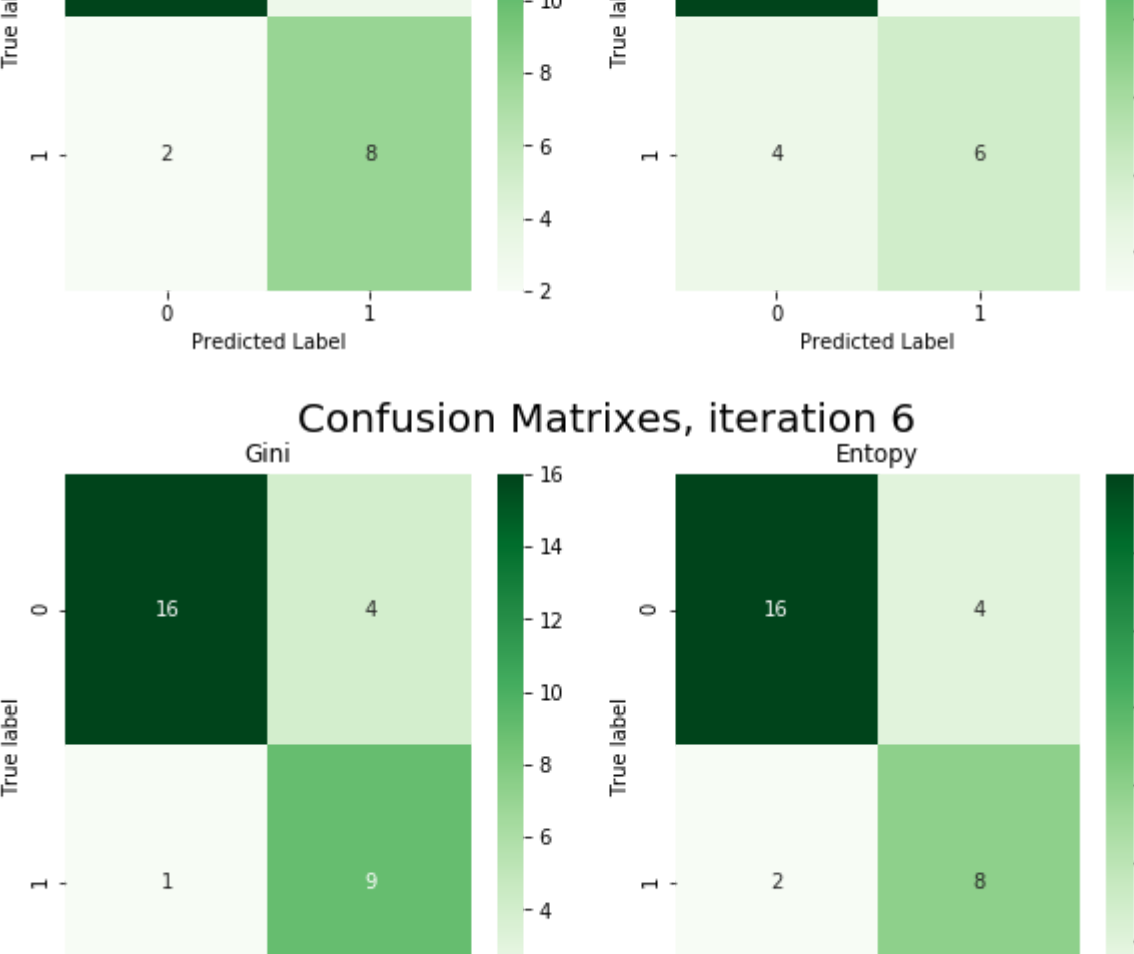 10
True la
True la
8
1 2 8 6 1 4 6
4
2
0 1 0 1
Predicted Label Predicted Label
Confusion Matrixes, iteration 6
Gini Entopy
16
14
0 16 4 12 0 16 4
10
True label True label
8
6
1 1 9 1 2 8
4